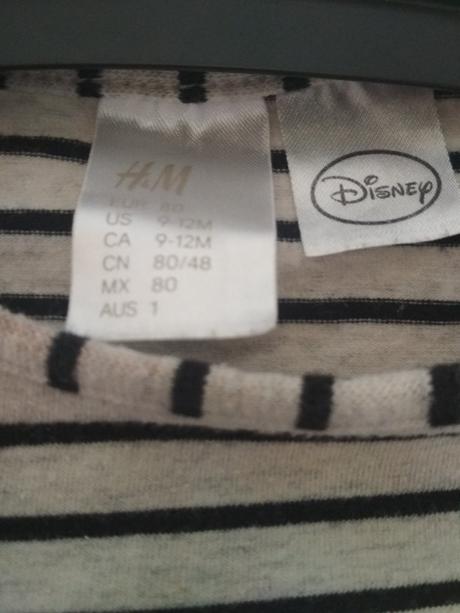 H&M
EUR 80
US 9-12M
CA 9-12M
CN 80/48
MX 80
AUS 1
Disney